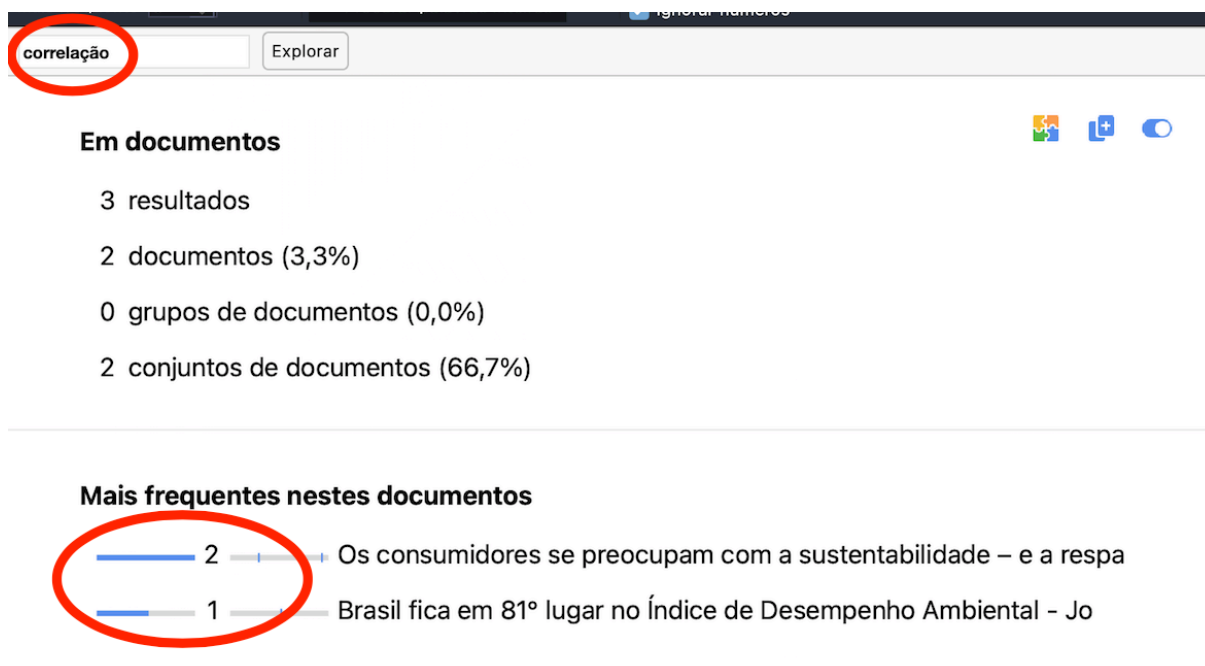 Ignorar números
correlação
Explorar
Em documentos
3 resultados
2 documentos (3,3%)
0 grupos de documentos (0,0%)
2 conjuntos de documentos (66,7%)
Mais frequentes nestes documentos
2 Os consumidores se preocupam com a sustentabilidade – e a respa
1 Brasil fica em 81º lugar no Índice de Desempenho Ambiental - Jo